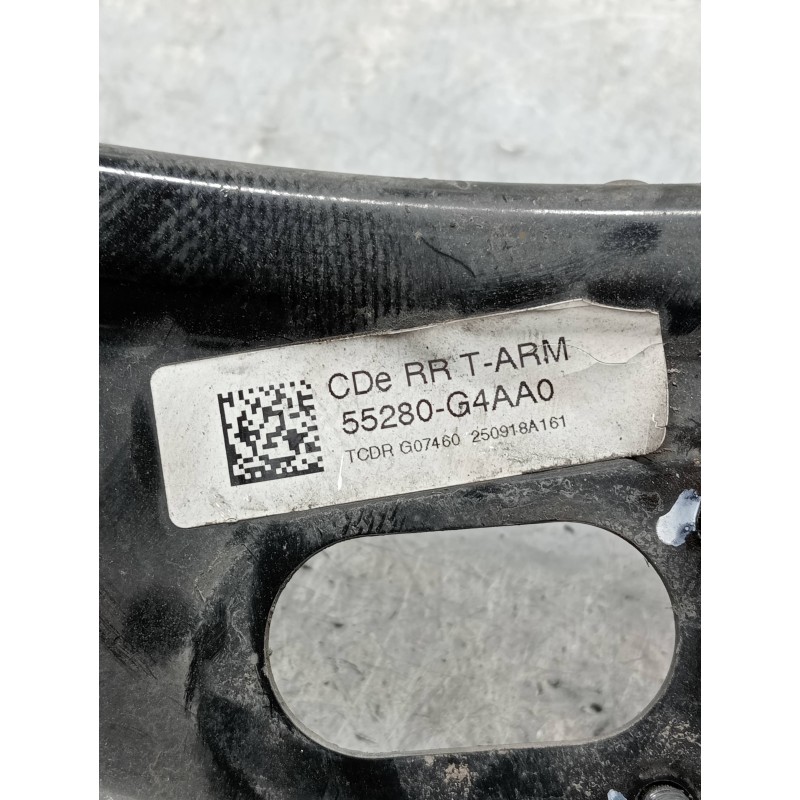 CDe RR T-ARM
55280-G4AA0
TCDR G07460 250918A161